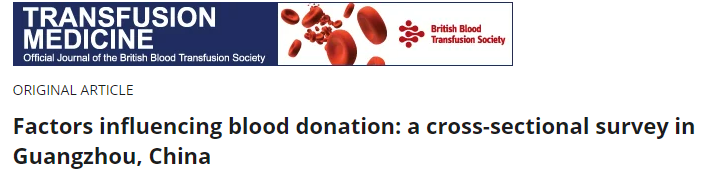 TRANSFUSION
MEDICINE
Official Journal of the British Blood Transfusion Society
British Blood
Transfusion Society
ORIGINAL ARTICLE
Factors influencing blood donation: a cross-sectional survey in
Guangzhou, China